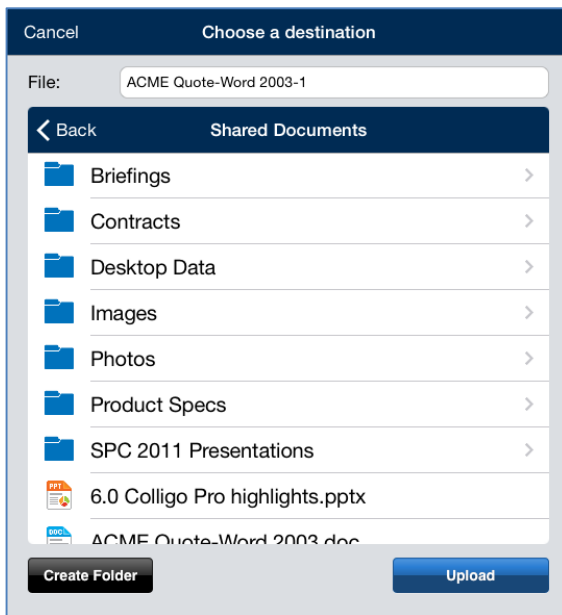 Cancel Choose a destination
File: ACME Quote-Word 2003-1
Back Shared Documents
Briefings
Contracts
Desktop Data
Images
Photos
Product Specs
SPC 2011 Presentations
PPT 6.0 Colligo Pro highlights.pptx
DOC ACME Quote-Word 2003.doc
Create Folder Upload